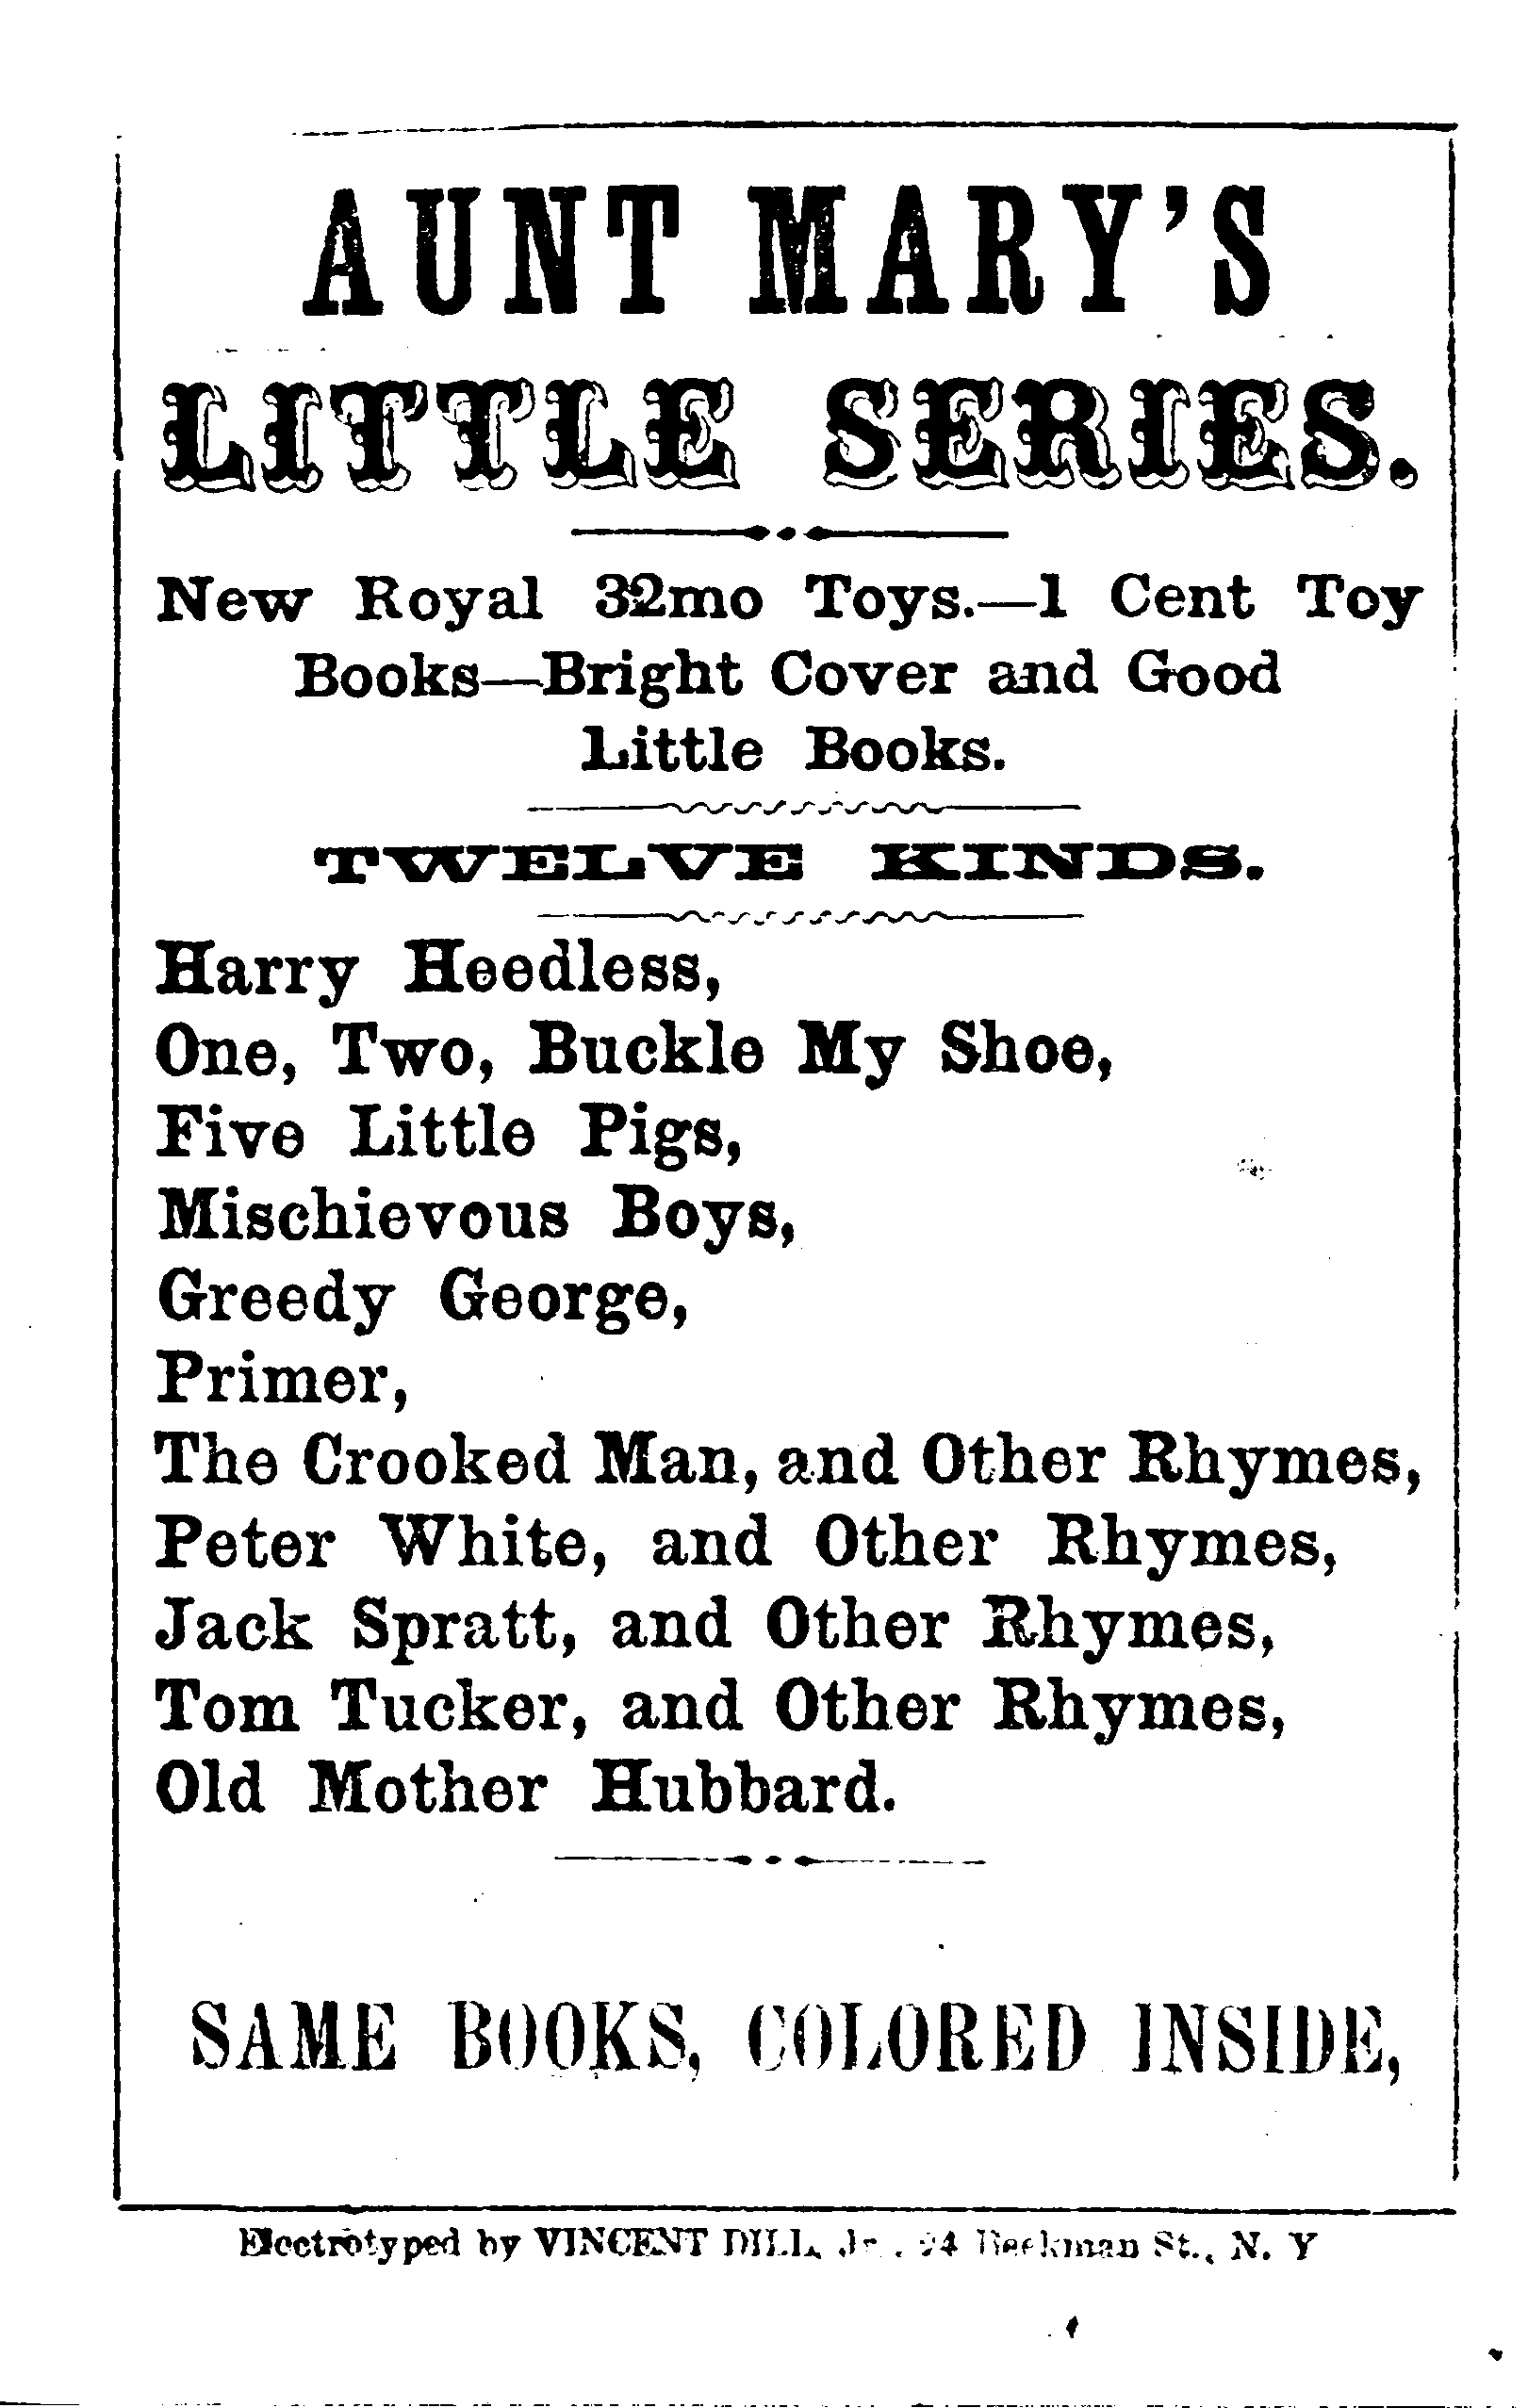 AUNT MARY'S
LITTLE SERIES.
New Royal 32mo Toys.—1 Cent Toy
Books—Bright Cover and Good
Little Books.
TWELVE KINDS.
Harry Heedless,
One, Two, Buckle My Shoe,
Five Little Pigs,
Mischievous Boys,
Greedy George,
Primer,
The Crooked Man, and Other Rhymes,
Peter White, and Other Rhymes,
Jack Spratt, and Other Rhymes,
Tom Tucker, and Other Rhymes,
Old Mother Hubbard.
SAME BOOKS, COLORED INSIDE,
Electrotyped by VINCENT DILL, Beekman St., N. Y